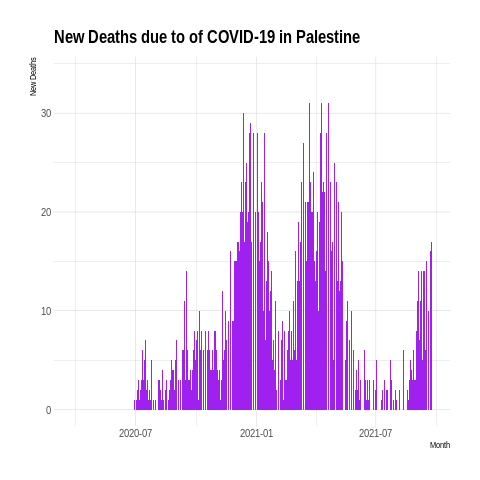 New Deaths due to of COVID-19 in Palestine
New Deaths
30
20
10
0
2020-07
2021-01
2021-07
Month